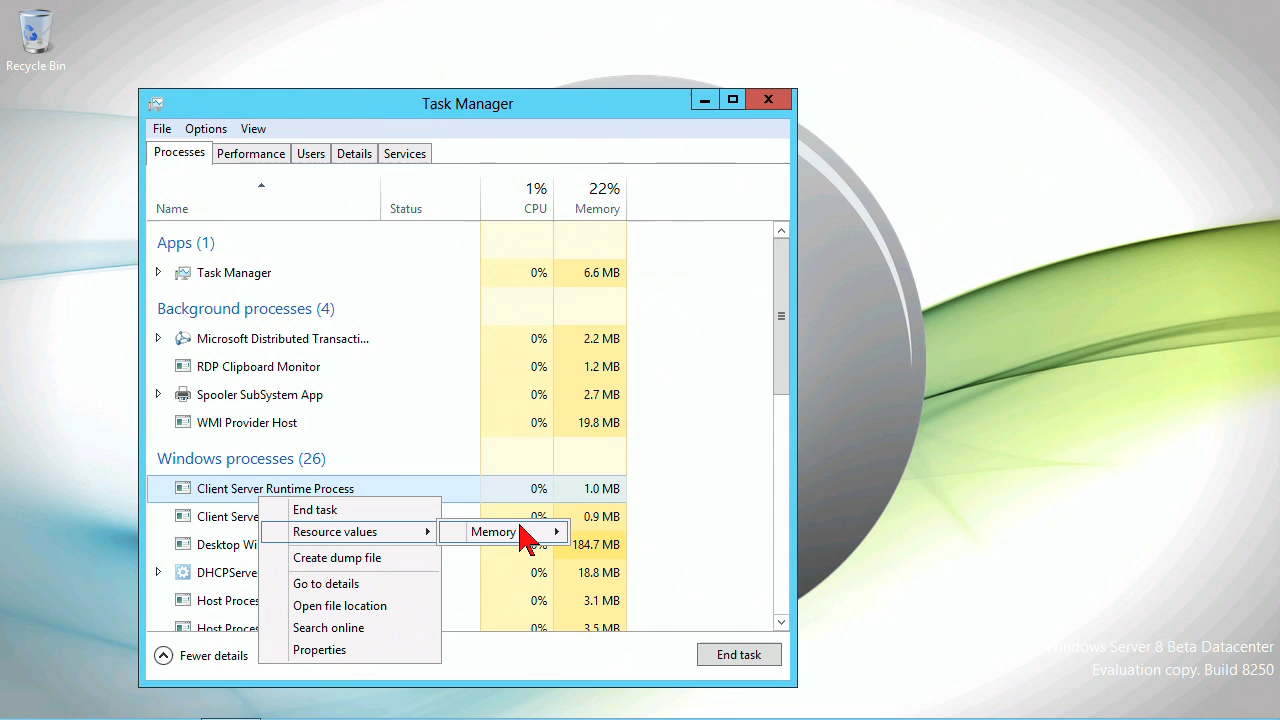 Recycle Bin
Task Manager
File Options View
Processes Performance Users Details Services
1% 22%
Name Status CPU Memory
Apps (1)
Task Manager 0% 6.6 MB
Background processes (4)
Microsoft Distributed Transacti... 0% 2.2 MB
RDP Clipboard Monitor 0% 1.2 MB
Spooler SubSystem App 0% 2.7 MB
WMI Provider Host 0% 19.8 MB
Windows processes (26)
Client Server Runtime Process 0% 1.0 MB
Client Serve 0% 0.9 MB
Desktop Wi 0% 184.7 MB
DHCPServe 0% 18.8 MB
Host Proces 0% 3.1 MB
Host Proces 0% 3.5 MB
End task
Resource values
Memory
Create dump file
Go to details
Open file location
Search online
Properties
Fewer details
End task
Windows Server 8 Beta Datacenter
Evaluation copy. Build 8250